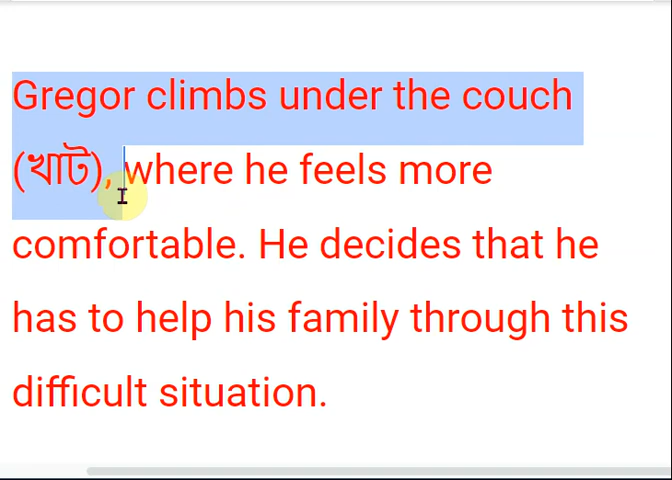 Gregor climbs under the couch
(খাট), where he feels more
comfortable. He decides that he
has to help his family through this
difficult situation.